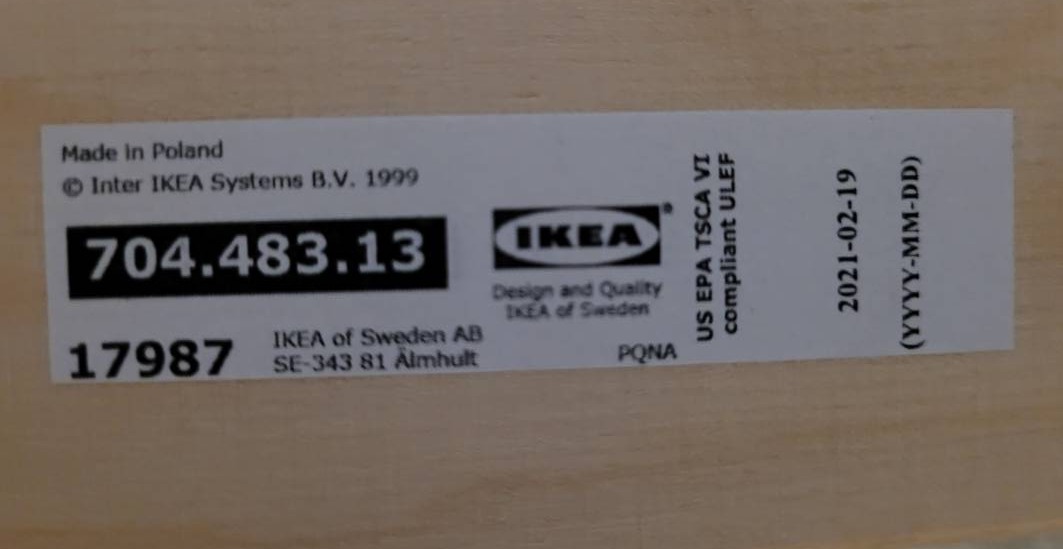 Made in Poland
© Inter IKEA Systems B.V. 1999
704.483.13
17987
IKEA of Sweden AB
SE-343 81 Älmhult
IKEA®
Design and Quality
IKEA of Sweden
PQNA
US EPA TSCA VI
compliant ULEF
2021-02-19
(YYYY-MM-DD)